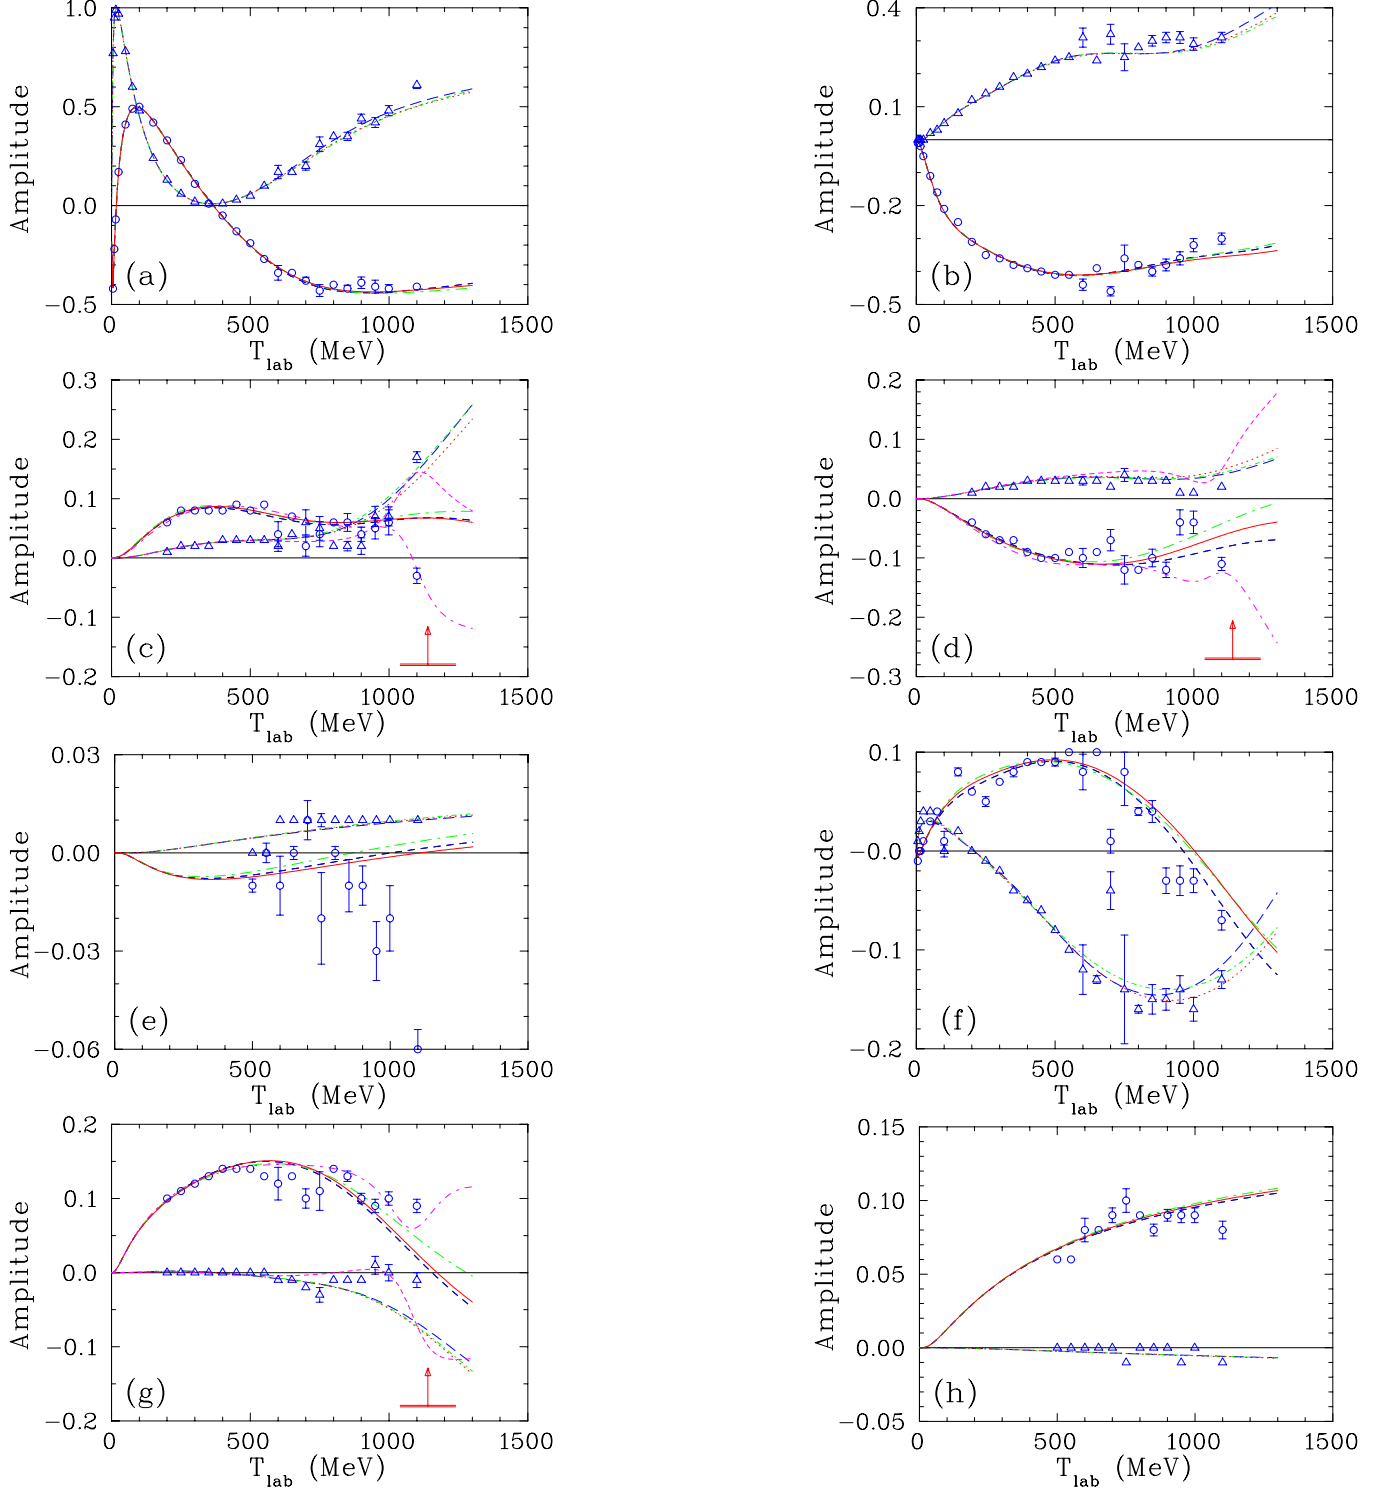 1.0
0.5
0.0
−0.5
Amplitude
(a)
0 500 1000 1500
T_lab (MeV)
0.4
0.1
−0.2
−0.5
Amplitude
(b)
0 500 1000 1500
T_lab (MeV)
0.3
0.2
0.1
0.0
−0.1
−0.2
Amplitude
(c)
0 500 1000 1500
T_lab (MeV)
0.2
0.1
0.0
−0.1
−0.2
−0.3
Amplitude
(d)
0 500 1000 1500
T_lab (MeV)
0.03
0.00
−0.03
−0.06
Amplitude
(e)
0 500 1000 1500
T_lab (MeV)
0.1
−0.0
−0.1
−0.2
Amplitude
(f)
0 500 1000 1500
T_lab (MeV)
0.2
0.1
0.0
−0.1
−0.2
Amplitude
(g)
0 500 1000 1500
T_lab (MeV)
0.15
0.10
0.05
−0.00
−0.05
Amplitude
(h)
0 500 1000 1500
T_lab (MeV)